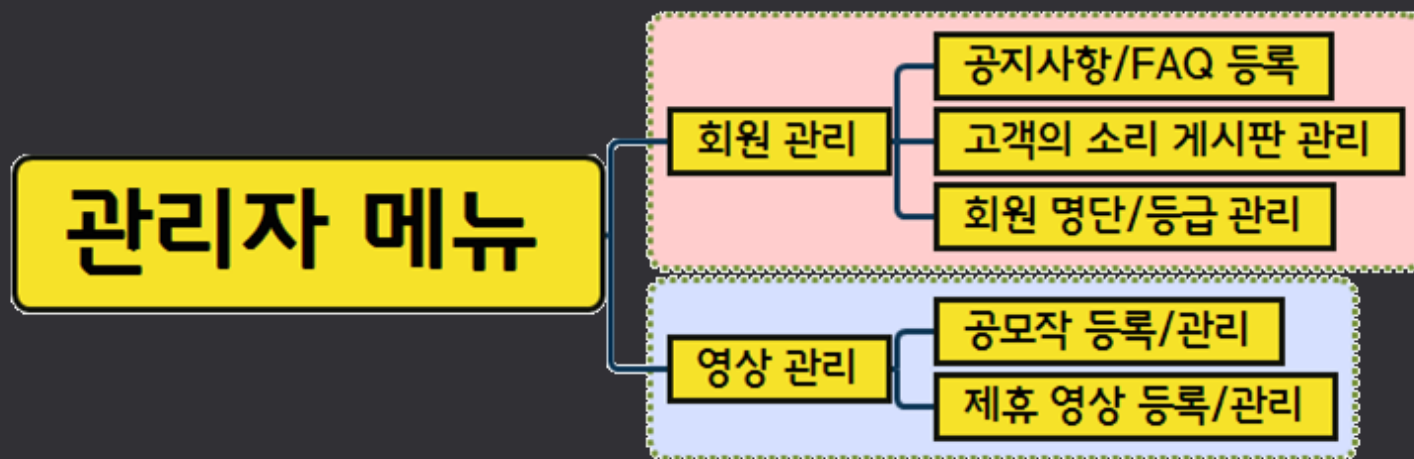 관리자 메뉴
회원 관리
공지사항/FAQ 등록
고객의 소리 게시판 관리
회원 명단/등급 관리
영상 관리
공모작 등록/관리
제휴 영상 등록/관리